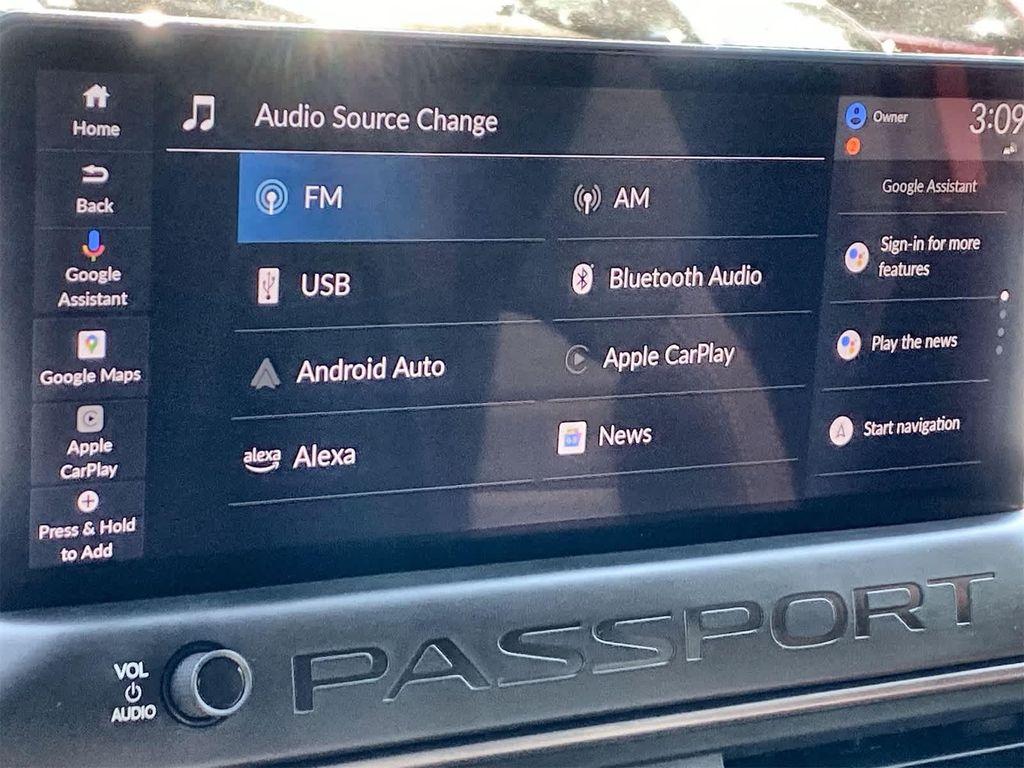 Home
Back
Google
Assistant
Google Maps
Apple
CarPlay
Press & Hold
to Add
Audio Source Change
FM
AM
USB
Bluetooth Audio
Android Auto
Apple CarPlay
alexa Alexa
News
Owner
3:09
Google Assistant
Sign-in for more
features
Play the news
Start navigation
VOL
AUDIO
PASSPORT